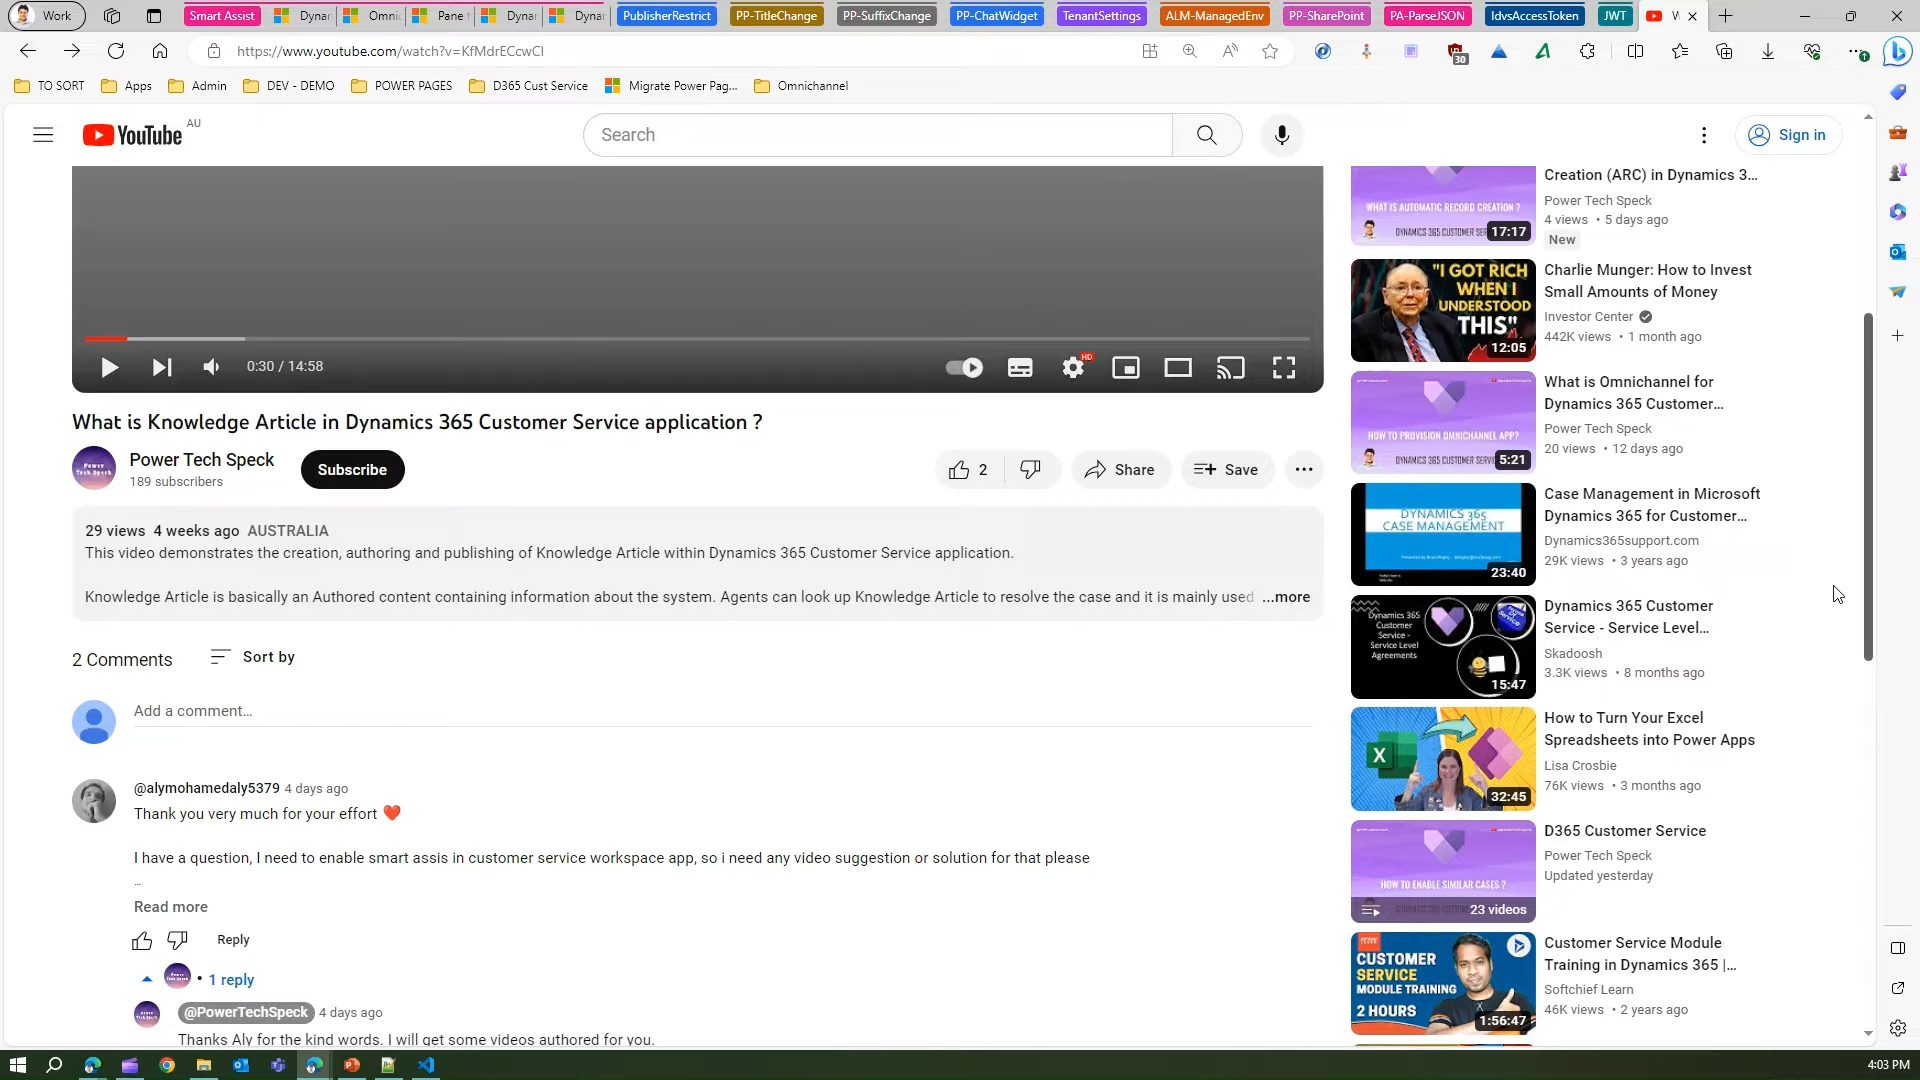 Work
Smart Assist
Dynar
Omnic
Pane f
Dynar
Dynar
PublisherRestrict
PP-TitleChange
PP-SuffixChange
PP-ChatWidget
TenantSettings
ALM-ManagedEnv
PP-SharePoint
PA-ParseJSON
IdvsAccessToken
JWT
https://www.youtube.com/watch?v=KfMdrECcwCI
30
TO SORT
Apps
Admin
DEV - DEMO
POWER PAGES
D365 Cust Service
Migrate Power Pag...
Omnichannel
YouTube AU
Search
Sign in
0:30 / 14:58
HD
What is Knowledge Article in Dynamics 365 Customer Service application ?
Power Tech Speck
189 subscribers
Subscribe
2
Share
Save
29 views 4 weeks ago AUSTRALIA
This video demonstrates the creation, authoring and publishing of Knowledge Article within Dynamics 365 Customer Service application.
Knowledge Article is basically an Authored content containing information about the system. Agents can look up Knowledge Article to resolve the case and it is mainly used ...more
2 Comments
Sort by
Add a comment...
@alymohamedaly5379 4 days ago
Thank you very much for your effort ❤️
I have a question, I need to enable smart assis in customer service workspace app, so i need any video suggestion or solution for that please
...
Read more
Reply
• 1 reply
@PowerTechSpeck 4 days ago
Thanks Aly for the kind words. I will get some videos authored for you.
WHAT IS AUTOMATIC RECORD CREATION ?
17:17
Creation (ARC) in Dynamics 3...
Power Tech Speck
4 views • 5 days ago
New
"I GOT RICH
WHEN I
UNDERSTOOD
THIS"
12:05
Charlie Munger: How to Invest
Small Amounts of Money
Investor Center
442K views • 1 month ago
HOW TO PROVISION OMNICHANNEL APP?
5:21
What is Omnichannel for
Dynamics 365 Customer...
Power Tech Speck
20 views • 12 days ago
DYNAMICS 365
CASE MANAGEMENT
23:40
Case Management in Microsoft
Dynamics 365 for Customer...
Dynamics365support.com
29K views • 3 years ago
Dynamics 365
Customer
Service -
Service Level
Agreements
15:47
Dynamics 365 Customer
Service - Service Level...
Skadoosh
3.3K views • 8 months ago
X
32:45
How to Turn Your Excel
Spreadsheets into Power Apps
Lisa Crosbie
76K views • 3 months ago
HOW TO ENABLE SIMILAR CASES ?
23 videos
D365 Customer Service
Power Tech Speck
Updated yesterday
CUSTOMER
SERVICE
MODULE TRAINING
2 HOURS
1:56:47
Customer Service Module
Training in Dynamics 365 |...
Softchief Learn
46K views • 2 years ago
4:03 PM